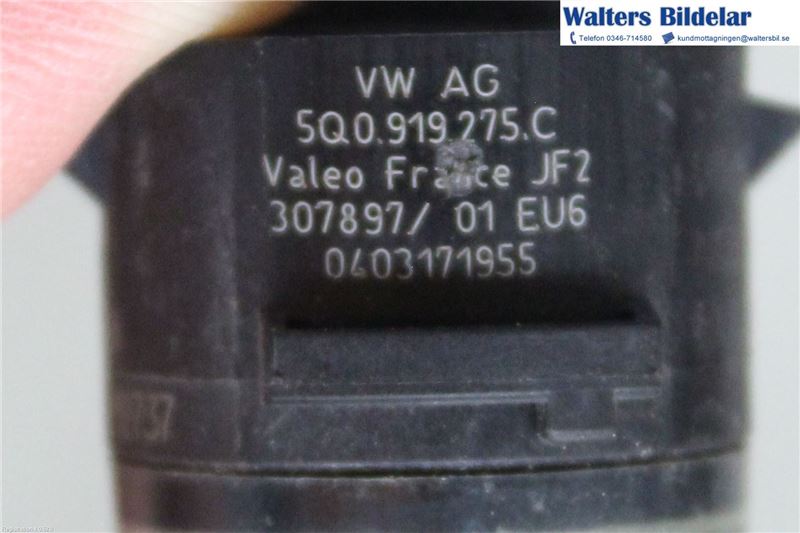 Walters Bildelar
Telefon 0346-714580 kundmottagningen@waltersbil.se
VW AG
5Q0.919.275.C
Valeo France JF2
307897/ 01 EU6
0403171955